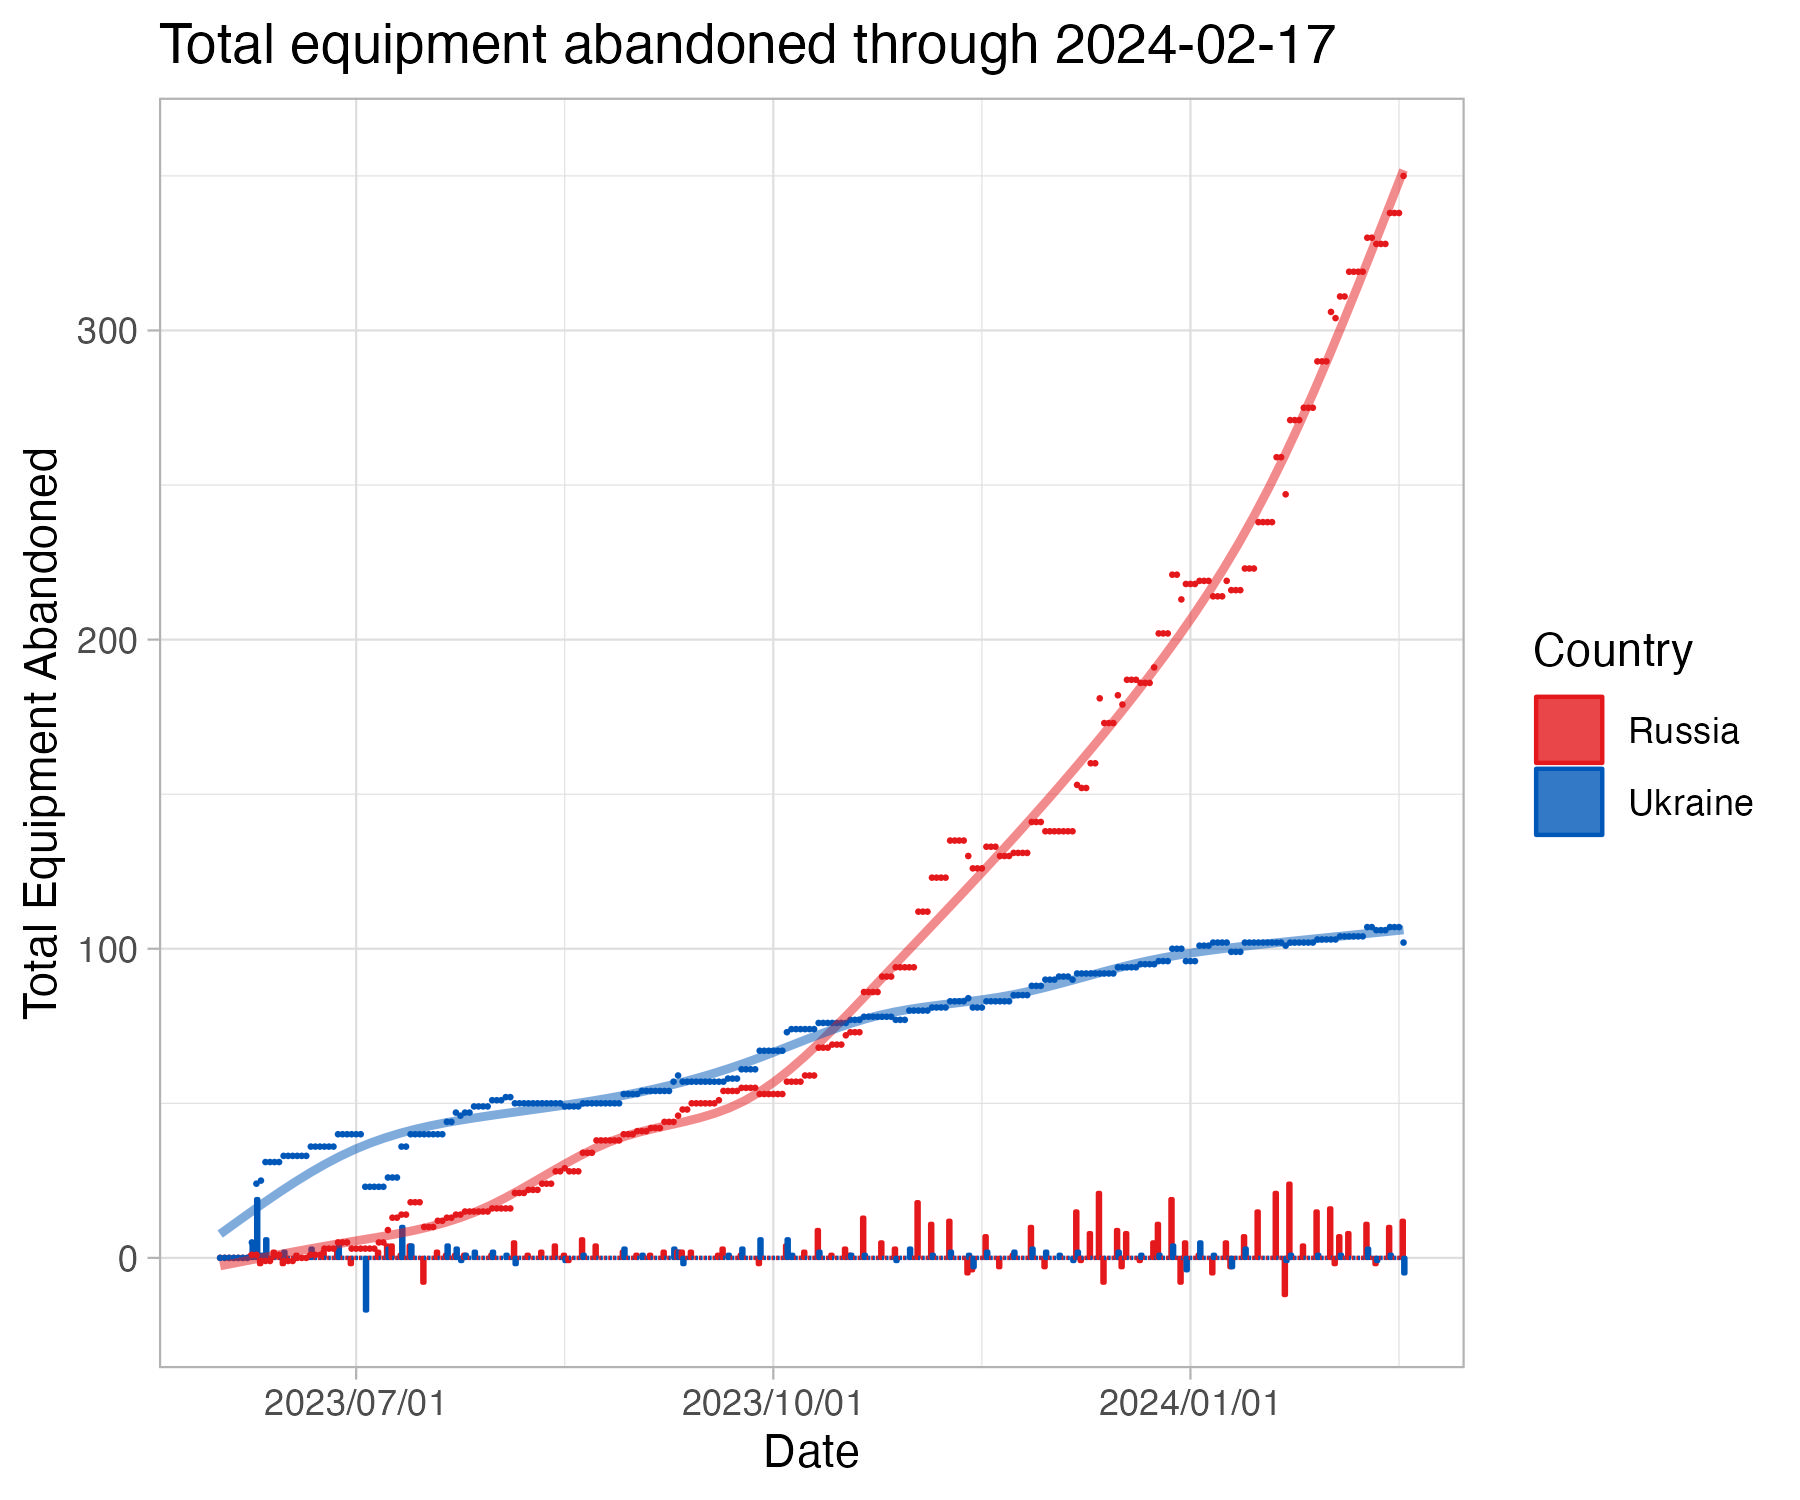 Total equipment abandoned through 2024-02-17
Total Equipment Abandoned
300
200
100
0
2023/07/01
2023/10/01
2024/01/01
Date
Country
Russia
Ukraine